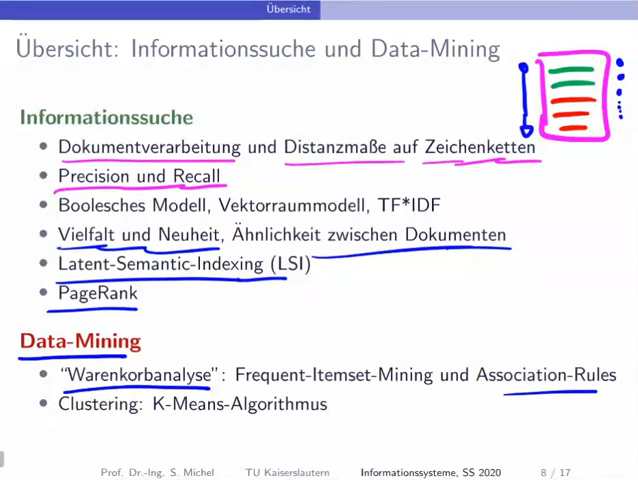 Übersicht
Übersicht: Informationssuche und Data-Mining
Informationssuche
• Dokumentverarbeitung und Distanzmaße auf Zeichenketten
• Precision und Recall
• Boolesches Modell, Vektorraummodell, TF*IDF
• Vielfalt und Neuheit, Ähnlichkeit zwischen Dokumenten
• Latent-Semantic-Indexing (LSI)
• PageRank
Data-Mining
• “Warenkorbanalyse”: Frequent-Itemset-Mining und Association-Rules
• Clustering: K-Means-Algorithmus
Prof. Dr.-Ing. S. Michel TU Kaiserslautern Informationssysteme, SS 2020 8 / 17